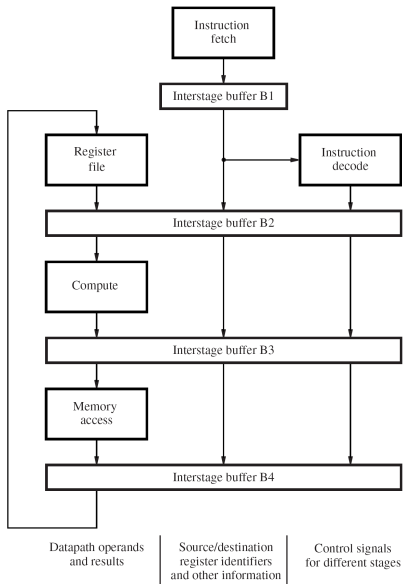 Instruction
fetch
Interstage buffer B1
Register
file
Instruction
decode
Interstage buffer B2
Compute
Interstage buffer B3
Memory
access
Interstage buffer B4
Datapath operands
and results
Source/destination
register identifiers
and other information
Control signals
for different stages